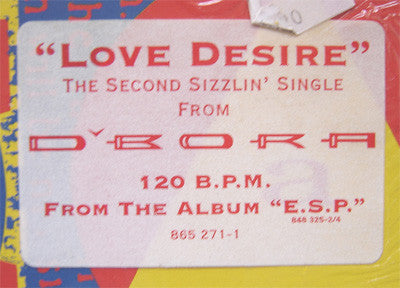 “LOVE DESIRE”
THE SECOND SIZZLIN’ SINGLE
FROM
D’BORA
120 B.P.M.
FROM THE ALBUM “E.S.P.”
848 325-2/4
865 271-1